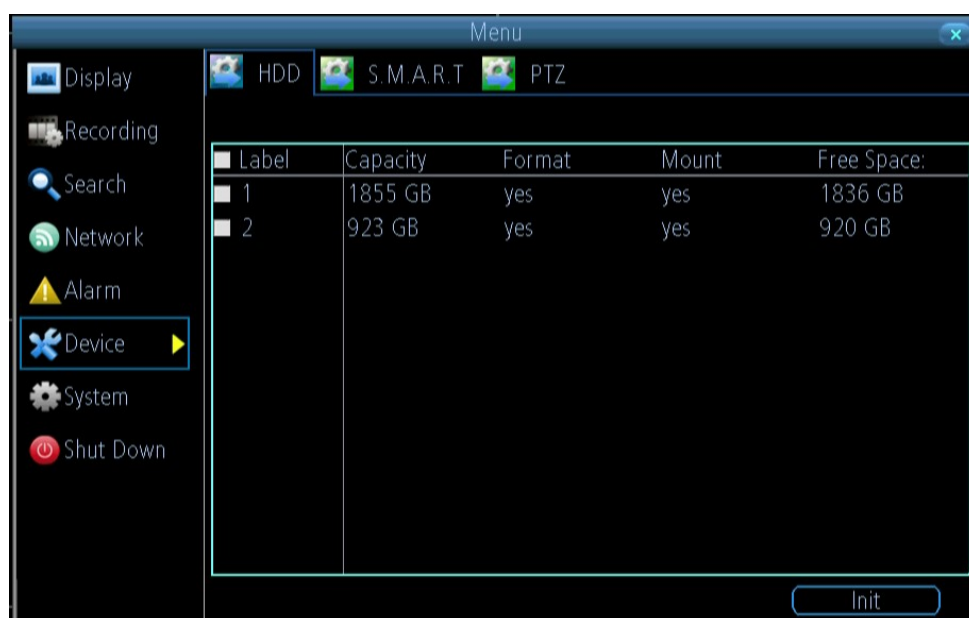 Menu
Display
Recording
Search
Network
Alarm
Device
System
Shut Down
HDD S.M.A.R.T PTZ
Label Capacity Format Mount Free Space:
1 1855 GB yes yes 1836 GB
2 923 GB yes yes 920 GB
Init